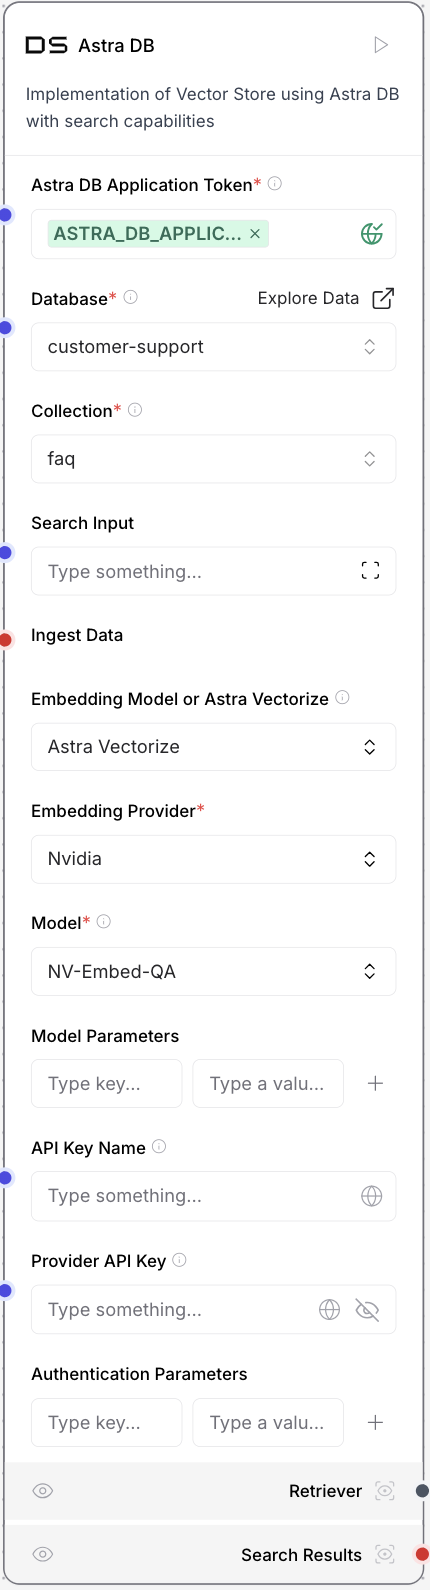 DS Astra DB
Implementation of Vector Store using Astra DB
with search capabilities
Astra DB Application Token*
ASTRA_DB_APPLIC... ×
Database* Explore Data
customer-support
Collection*
faq
Search Input
Type something...
Ingest Data
Embedding Model or Astra Vectorize
Astra Vectorize
Embedding Provider*
Nvidia
Model*
NV-Embed-QA
Model Parameters
Type key... Type a valu... +
API Key Name
Type something...
Provider API Key
Type something...
Authentication Parameters
Type key... Type a valu... +
Retriever
Search Results